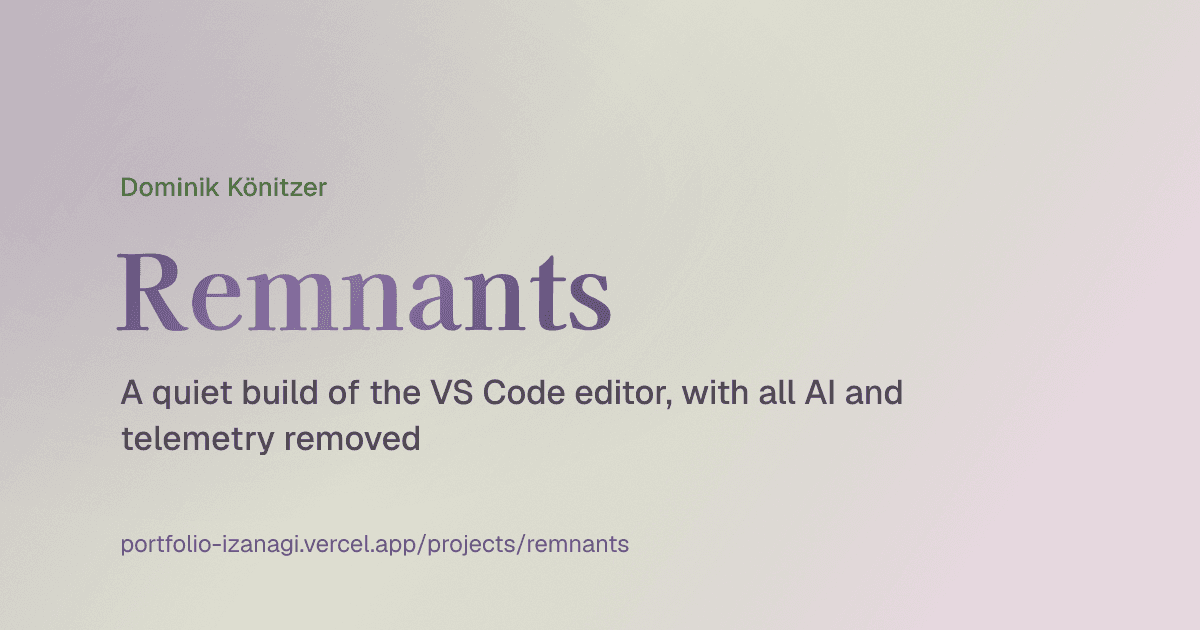 Dominik Könitzer
Remnants
A quiet build of the VS Code editor, with all AI and
telemetry removed
portfolio-izanagi.vercel.app/projects/remnants